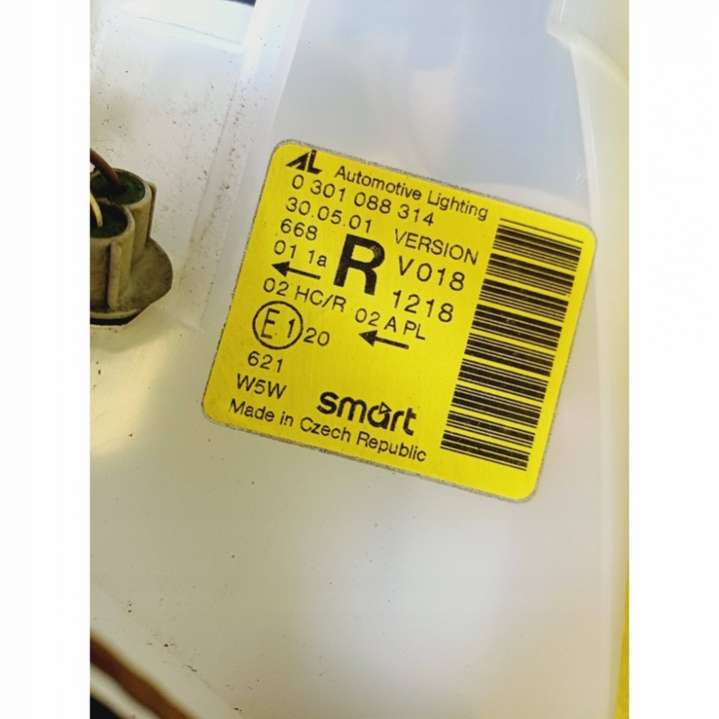 AL Automotive Lighting
0 301 088 314
30.05.01 VERSION
668 R V018
01 1a 1218
02 HC/R 02 A PL
E1 20
621
W5W smart
Made in Czech Republic